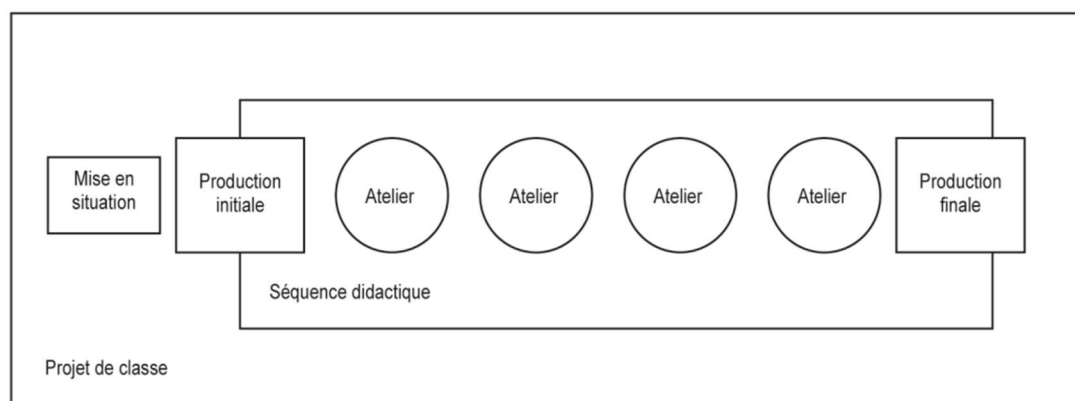 Mise en
situation
Production
initiale
Atelier
Atelier
Atelier
Atelier
Production
finale
Séquence didactique
Projet de classe